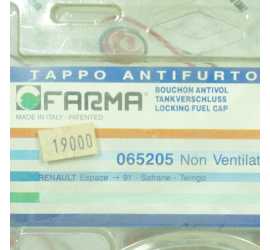 TAPPO ANTIFURTO
FARMA®
MADE IN ITALY - PATENTED
BOUCHON ANTIVOL
TANKVERSCHLUSS
LOCKING FUEL CAP
19000
065205 Non Ventilat
RENAULT Espace → 91 - Safrane - Twingo